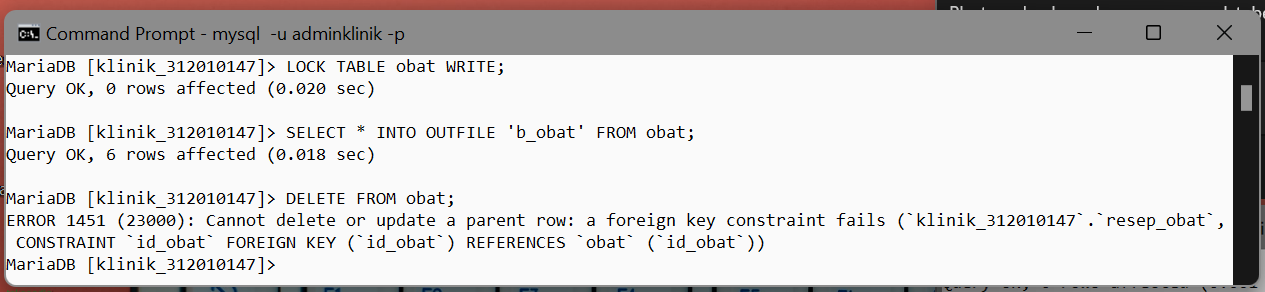 Command Prompt - mysql  -u adminklinik -p
MariaDB [klinik_312010147]> LOCK TABLE obat WRITE;
Query OK, 0 rows affected (0.020 sec)
MariaDB [klinik_312010147]> SELECT * INTO OUTFILE 'b_obat' FROM obat;
Query OK, 6 rows affected (0.018 sec)
MariaDB [klinik_312010147]> DELETE FROM obat;
ERROR 1451 (23000): Cannot delete or update a parent row: a foreign key constraint fails (`klinik_312010147`.`resep_obat`,
 CONSTRAINT `id_obat` FOREIGN KEY (`id_obat`) REFERENCES `obat` (`id_obat`))
MariaDB [klinik_312010147]>